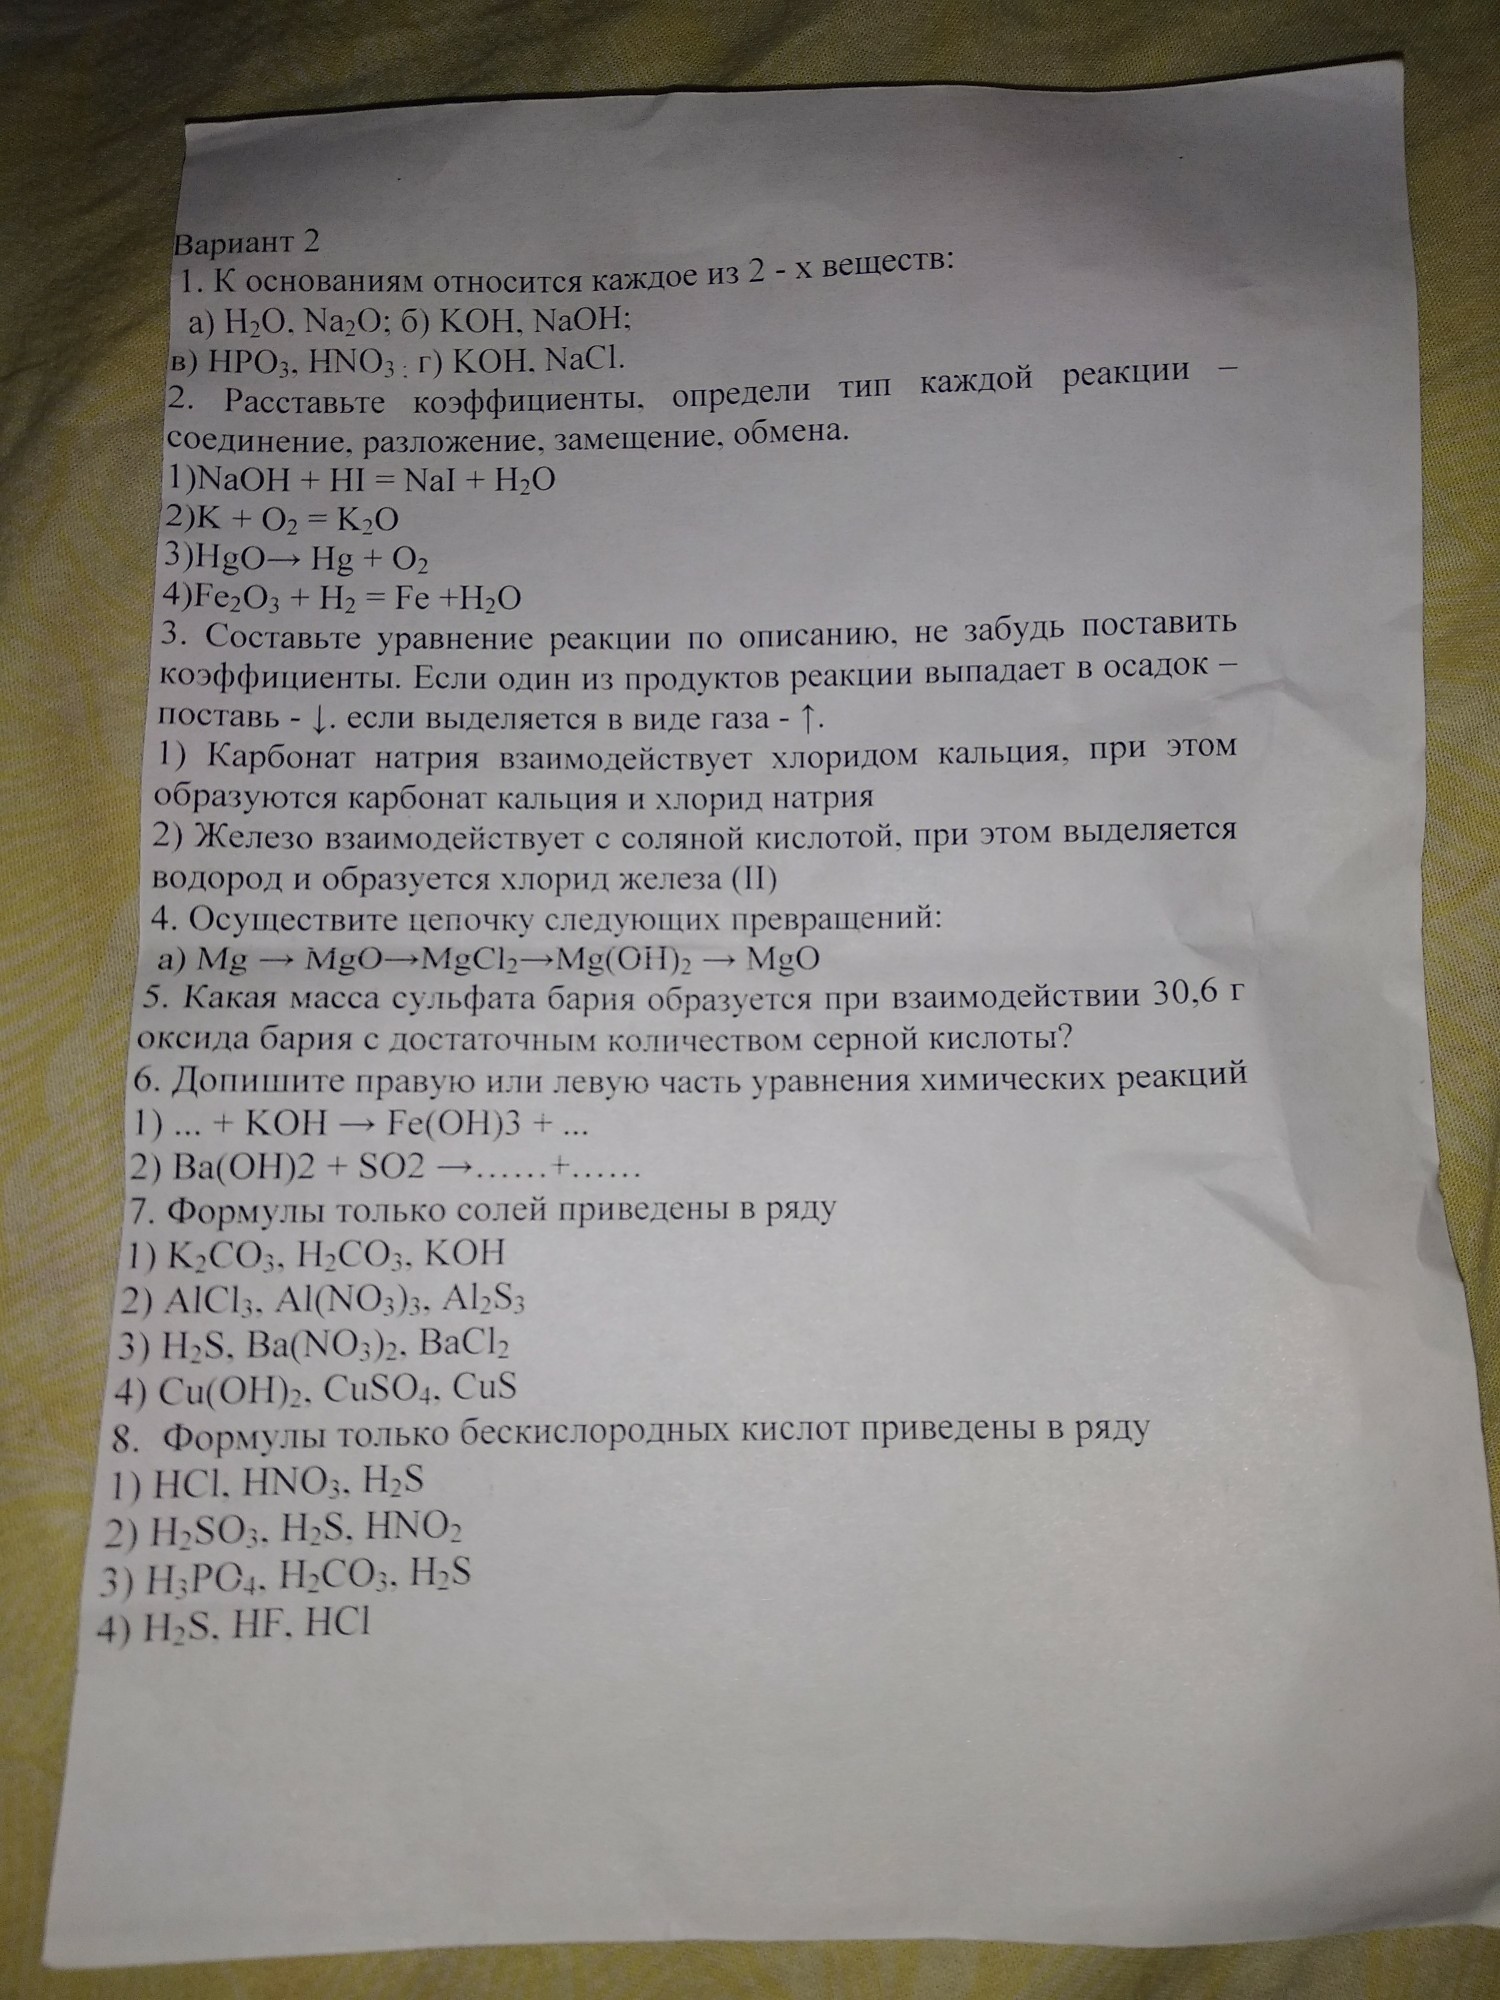 Вариант 2
1. К основаниям относится каждое из 2 - х веществ:
а) H₂O, Na₂O; б) KOH, NaOH;
в) HPO₃, HNO₃ ; г) KOH, NaCl.
2. Расставьте коэффициенты, определи тип каждой реакции –
соединение, разложение, замещение, обмена.
1)NaOH + HI = NaI + H₂O
2)K + O₂ = K₂O
3)HgO→ Hg + O₂
4)Fe₂O₃ + H₂ = Fe +H₂O
3. Составьте уравнение реакции по описанию, не забудь поставить
коэффициенты. Если один из продуктов реакции выпадает в осадок –
поставь - ↓, если выделяется в виде газа - ↑.
1) Карбонат натрия взаимодействует хлоридом кальция, при этом
образуются карбонат кальция и хлорид натрия
2) Железо взаимодействует с соляной кислотой, при этом выделяется
водород и образуется хлорид железа (II)
4. Осуществите цепочку следующих превращений:
а) Mg → MgO→MgCl₂→Mg(OH)₂ → MgO
5. Какая масса сульфата бария образуется при взаимодействии 30,6 г
оксида бария с достаточным количеством серной кислоты?
6. Допишите правую или левую часть уравнения химических реакций
1) ... + KOH → Fe(OH)3 + ...
2) Ba(OH)2 + SO2 →......+......
7. Формулы только солей приведены в ряду
1) K₂CO₃, H₂CO₃, KOH
2) AlCl₃, Al(NO₃)₃, Al₂S₃
3) H₂S, Ba(NO₃)₂, BaCl₂
4) Cu(OH)₂, CuSO₄, CuS
8. Формулы только бескислородных кислот приведены в ряду
1) HCl, HNO₃, H₂S
2) H₂SO₃, H₂S, HNO₂
3) H₃PO₄, H₂CO₃, H₂S
4) H₂S, HF, HCl